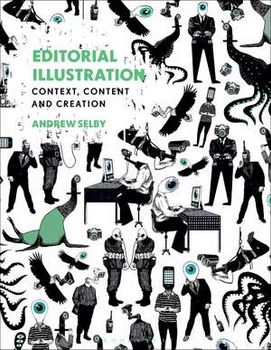 EDITORIAL
ILLUSTRATION
CONTEXT, CONTENT
AND CREATION
ANDREW SELBY